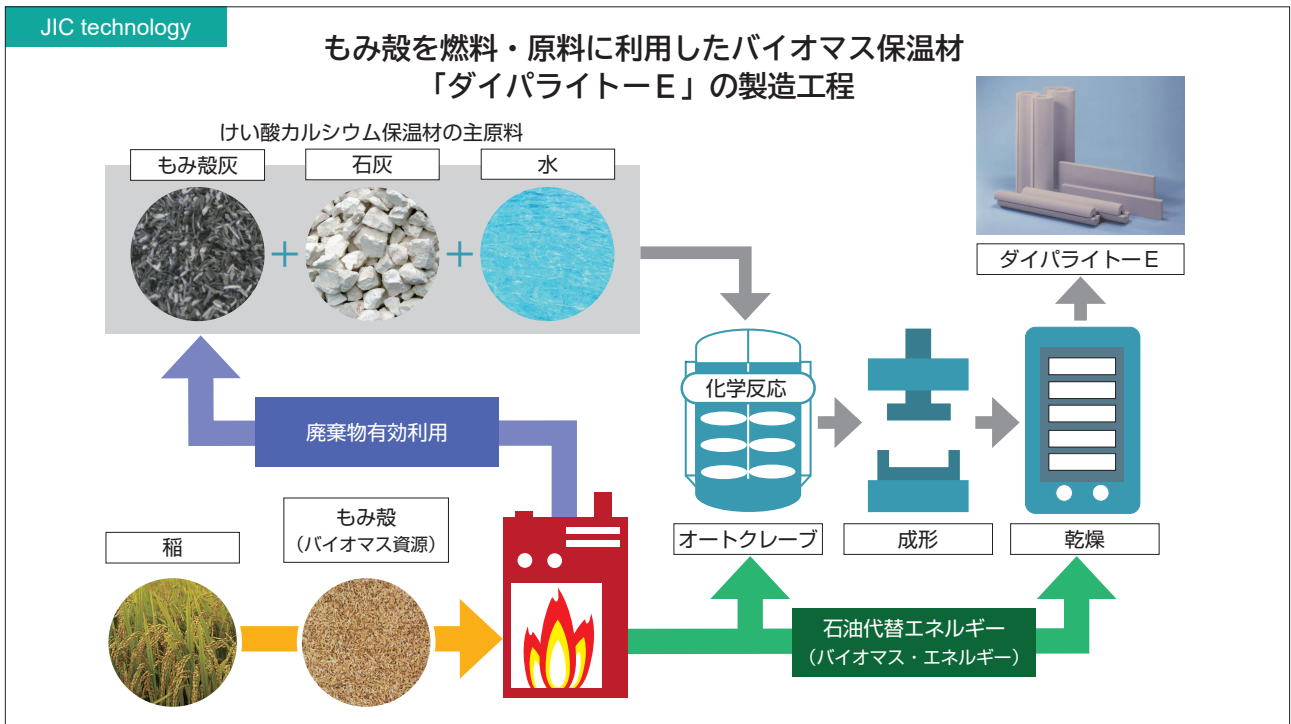 JIC technology
もみ殻を燃料・原料に利用したバイオマス保温材
「ダイパライトーE」の製造工程
けい酸カルシウム保温材の主原料
もみ殻灰
石灰
水
ダイパライトーE
化学反応
廃棄物有効利用
オートクレーブ
成形
乾燥
稲
もみ殻
（バイオマス資源）
石油代替エネルギー
（バイオマス・エネルギー）